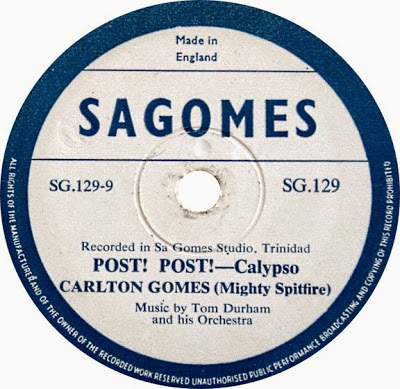 Made in
England
SAGOMES
SG.129-9
SG.129
Recorded in Sa Gomes Studio, Trinidad
POST! POST!—Calypso
CARLTON GOMES (Mighty Spitfire)
Music by Tom Durham
and his Orchestra
ALL RIGHTS OF THE MANUFACTURER AND OF THE OWNER OF THE RECORDED WORK RESERVED UNAUTHORISED PUBLIC PERFORMANCE BROADCASTING AND COPYING OF THIS RECORD PROHIBITED